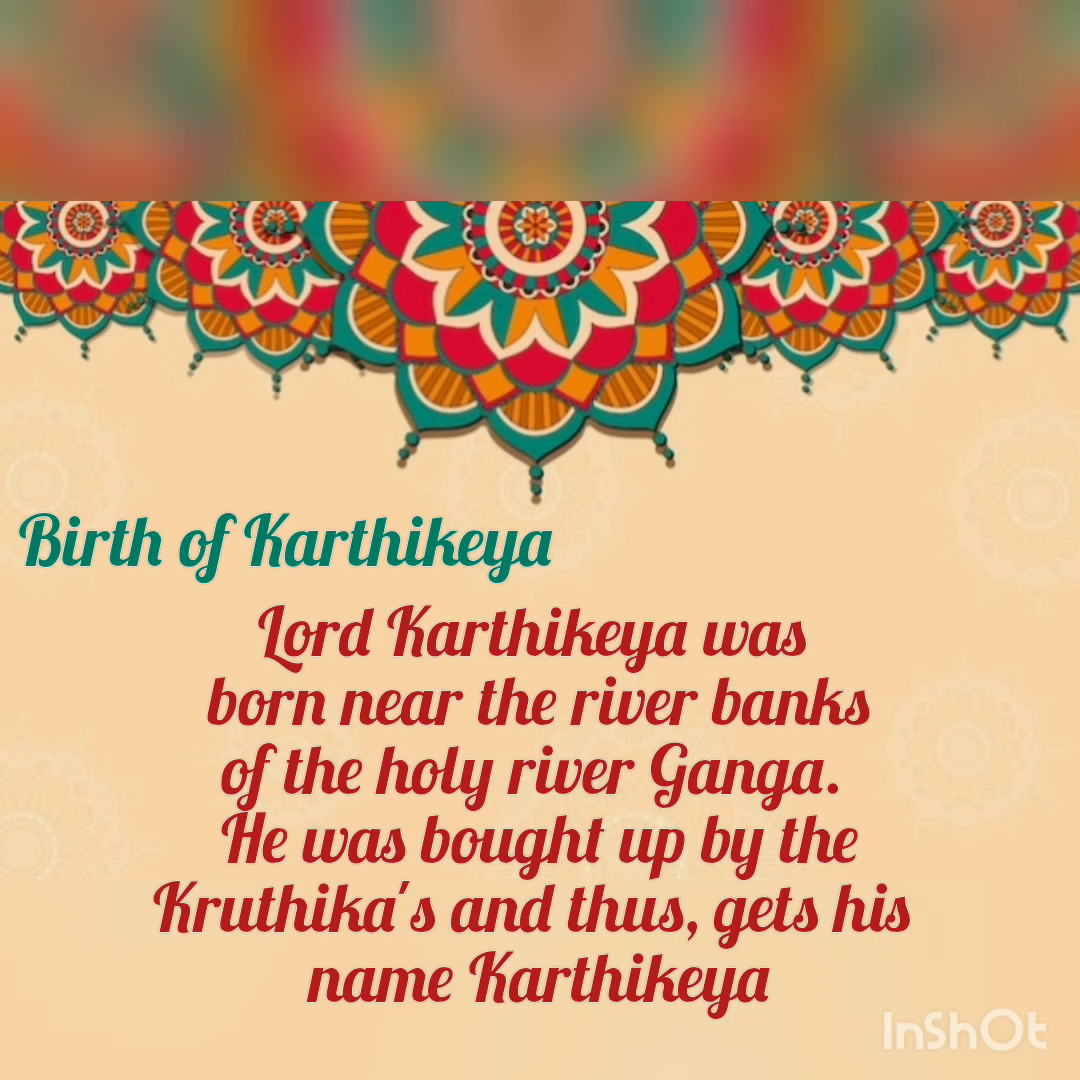 Birth of Karthikeya
Lord Karthikeya was
born near the river banks
of the holy river Ganga.
He was bought up by the
Kruthika's and thus, gets his
name Karthikeya
InShOt